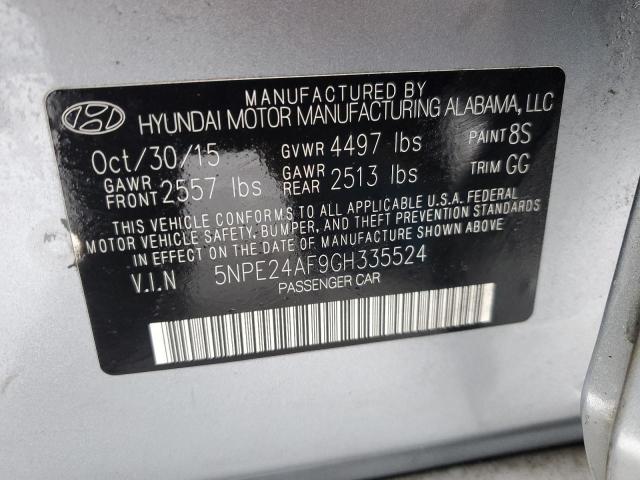 MANUFACTURED BY
HYUNDAI MOTOR MANUFACTURING ALABAMA, LLC
Oct/30/15 GVWR 4497 lbs PAINT 8S
GAWR FRONT 2557 lbs GAWR REAR 2513 lbs TRIM GG
THIS VEHICLE CONFORMS TO ALL APPLICABLE U.S.A. FEDERAL
MOTOR VEHICLE SAFETY, BUMPER, AND THEFT PREVENTION STANDARDS
IN EFFECT ON THE DATE OF MANUFACTURE SHOWN ABOVE.
V.I.N 5NPE24AF9GH335524
PASSENGER CAR